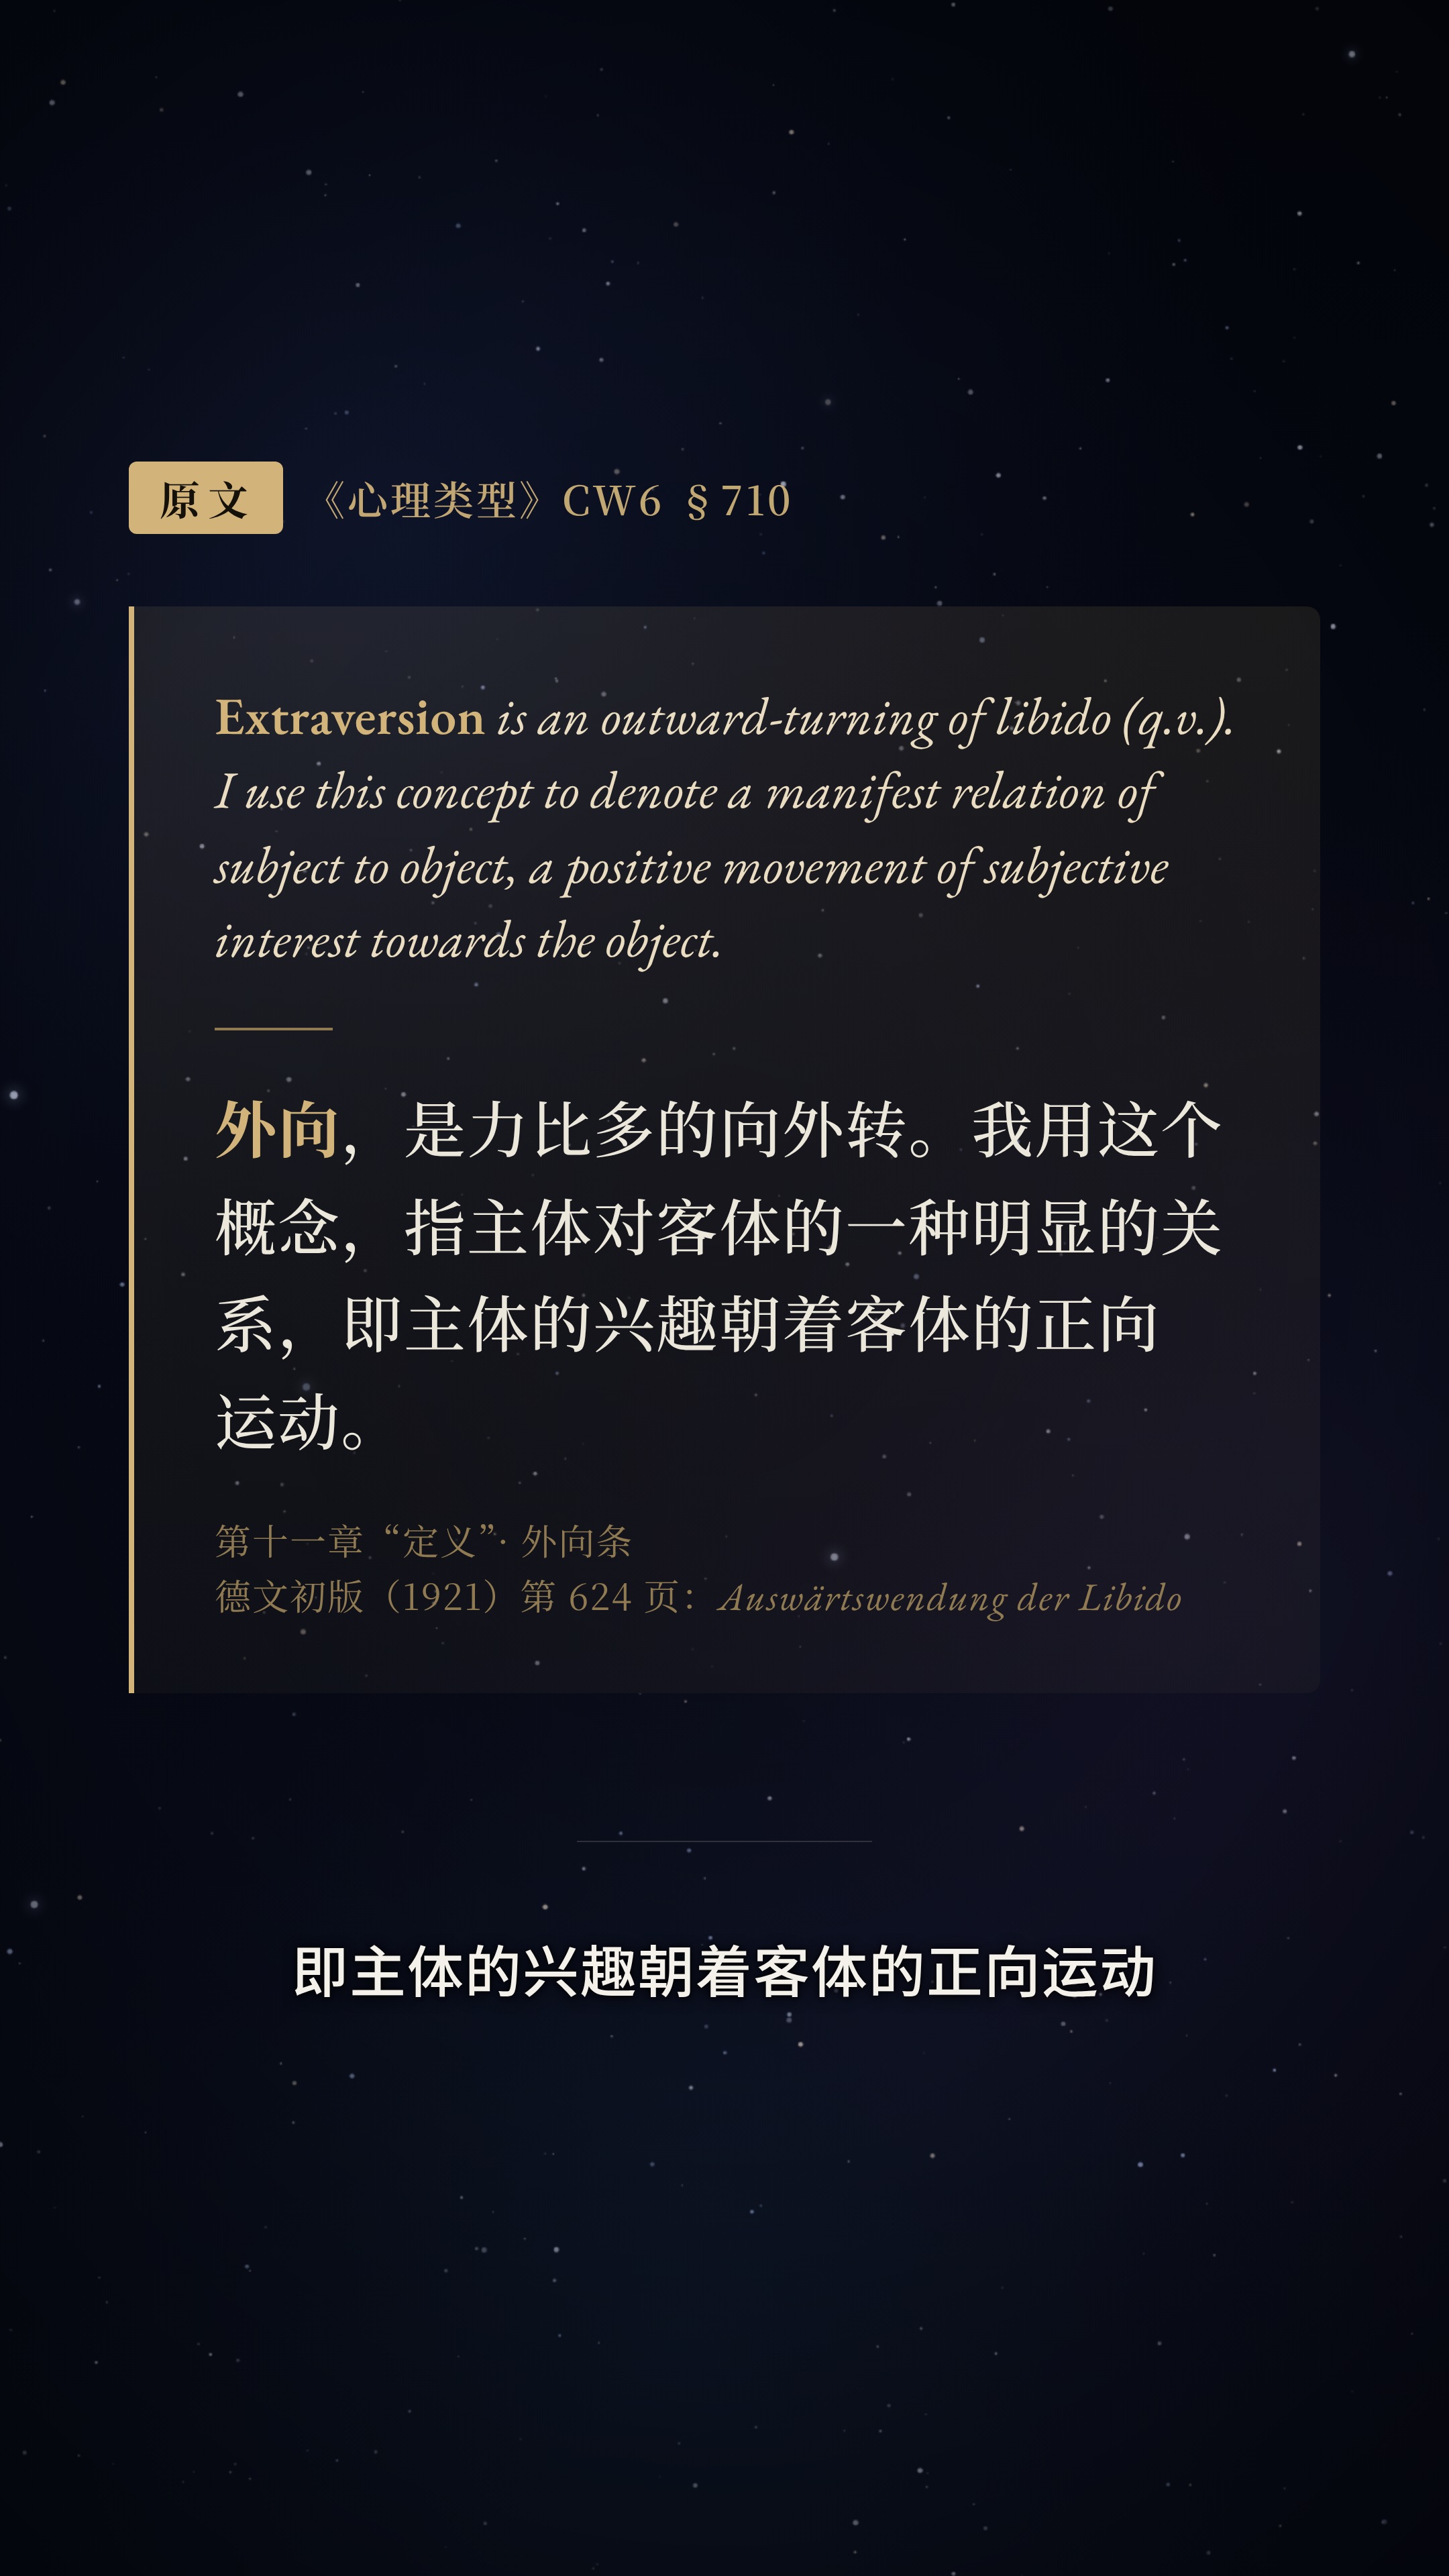 原文 《心理类型》CW6 §710
Extraversion is an outward-turning of libido (q.v.).
I use this concept to denote a manifest relation of
subject to object, a positive movement of subjective
interest towards the object.
外向，是力比多的向外转。我用这个
概念，指主体对客体的一种明显的关
系，即主体的兴趣朝着客体的正向
运动。
第十一章“定义”· 外向条
德文初版（1921）第 624 页：Auswärtswendung der Libido
即主体的兴趣朝着客体的正向运动